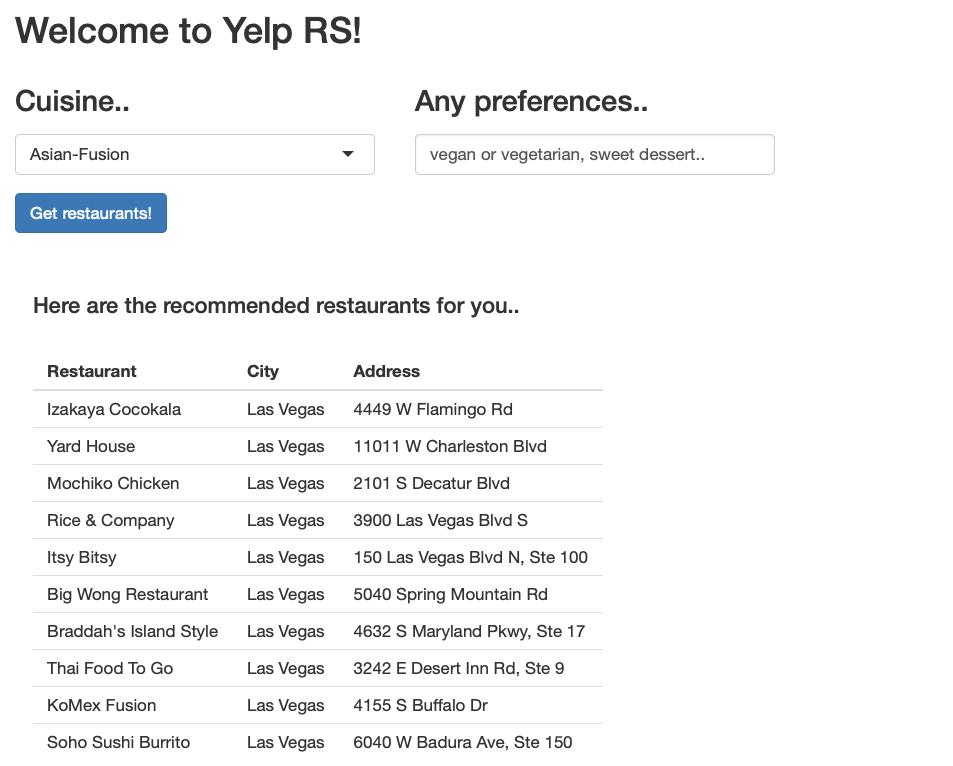 Welcome to Yelp RS!
Cuisine.. Any preferences..
Asian-Fusion vegan or vegetarian, sweet dessert..
Get restaurants!
Here are the recommended restaurants for you..
Restaurant City Address
Izakaya Cocokala Las Vegas 4449 W Flamingo Rd
Yard House Las Vegas 11011 W Charleston Blvd
Mochiko Chicken Las Vegas 2101 S Decatur Blvd
Rice & Company Las Vegas 3900 Las Vegas Blvd S
Itsy Bitsy Las Vegas 150 Las Vegas Blvd N, Ste 100
Big Wong Restaurant Las Vegas 5040 Spring Mountain Rd
Braddah's Island Style Las Vegas 4632 S Maryland Pkwy, Ste 17
Thai Food To Go Las Vegas 3242 E Desert Inn Rd, Ste 9
KoMex Fusion Las Vegas 4155 S Buffalo Dr
Soho Sushi Burrito Las Vegas 6040 W Badura Ave, Ste 150